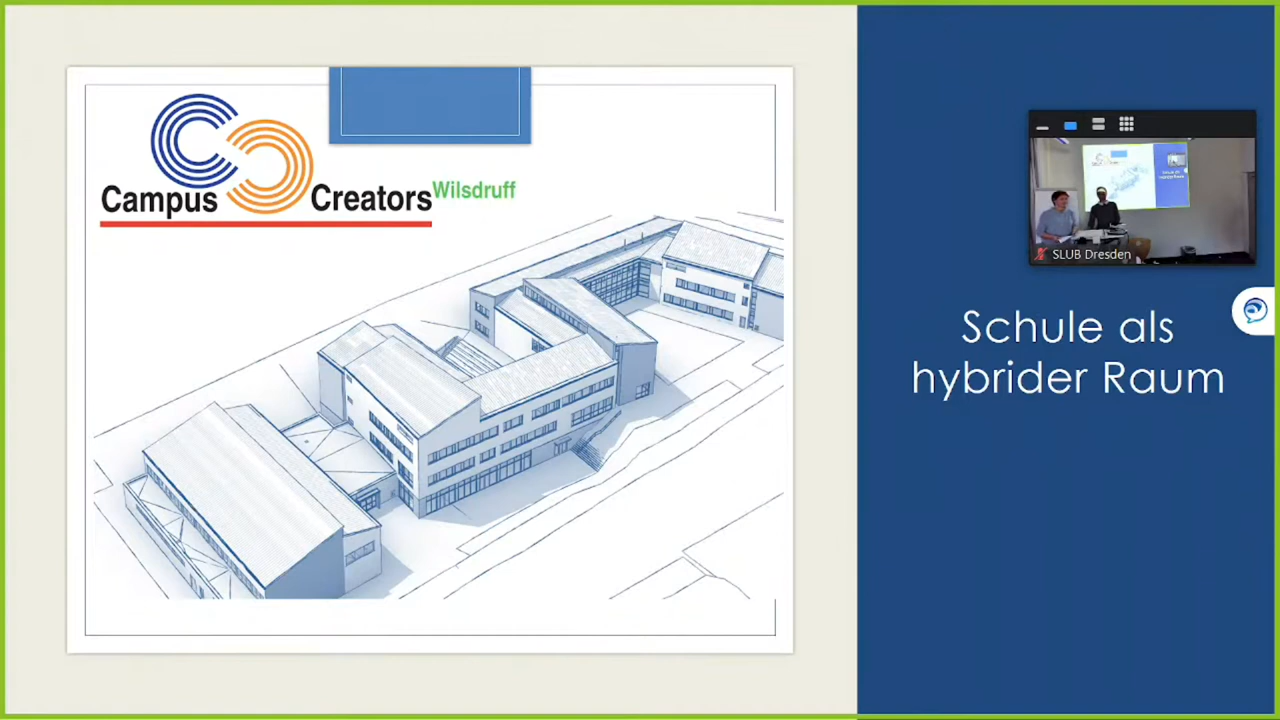 Campus Creators Wilsdruff
Schule als
hybrider Raum
SLUB Dresden